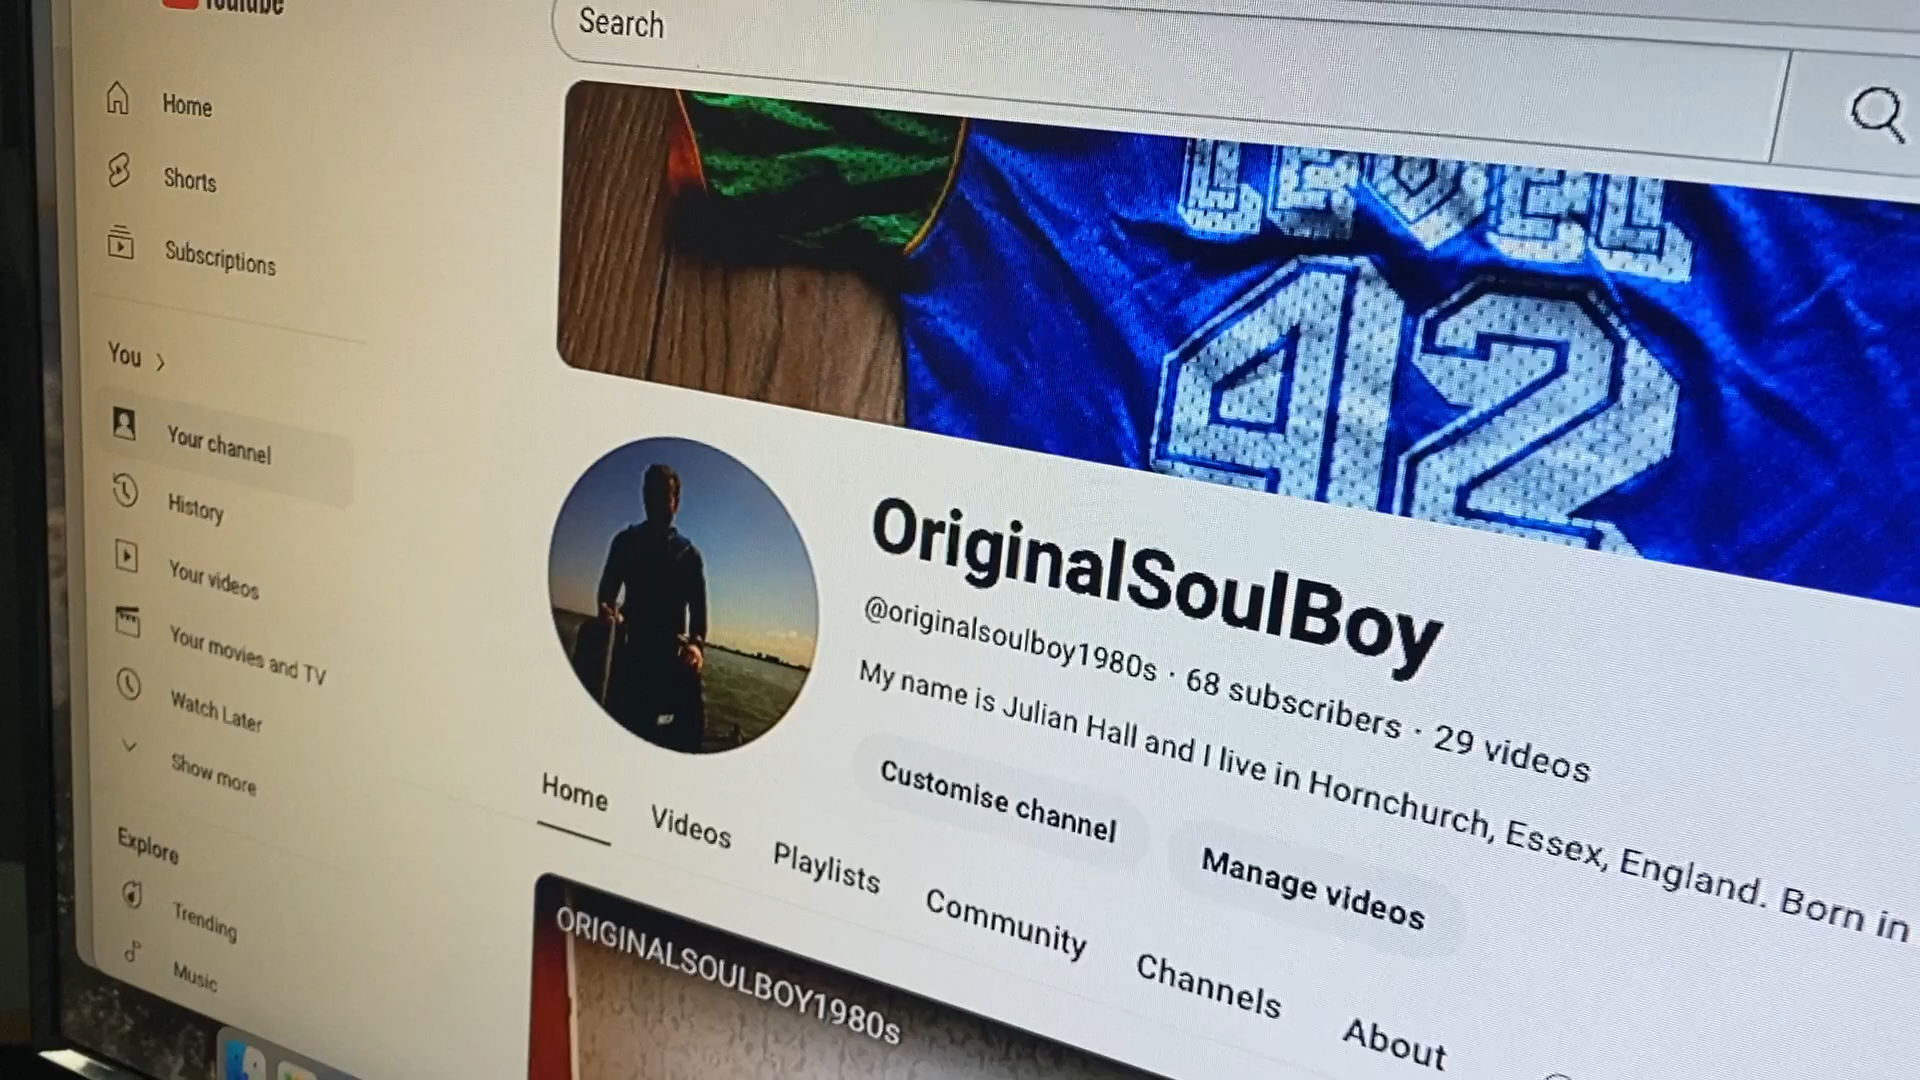 YouTube
Search
Home
Shorts
Subscriptions
You
Your channel
History
Your videos
Your movies and TV
Watch Later
Show more
Explore
Trending
Music
LEVEL
42
OriginalSoulBoy
@originalsoulboy1980s · 68 subscribers · 29 videos
My name is Julian Hall and I live in Hornchurch, Essex, England. Born in
Customise channel
Manage videos
Home
Videos
Playlists
Community
Channels
About
ORIGINALSOULBOY1980s